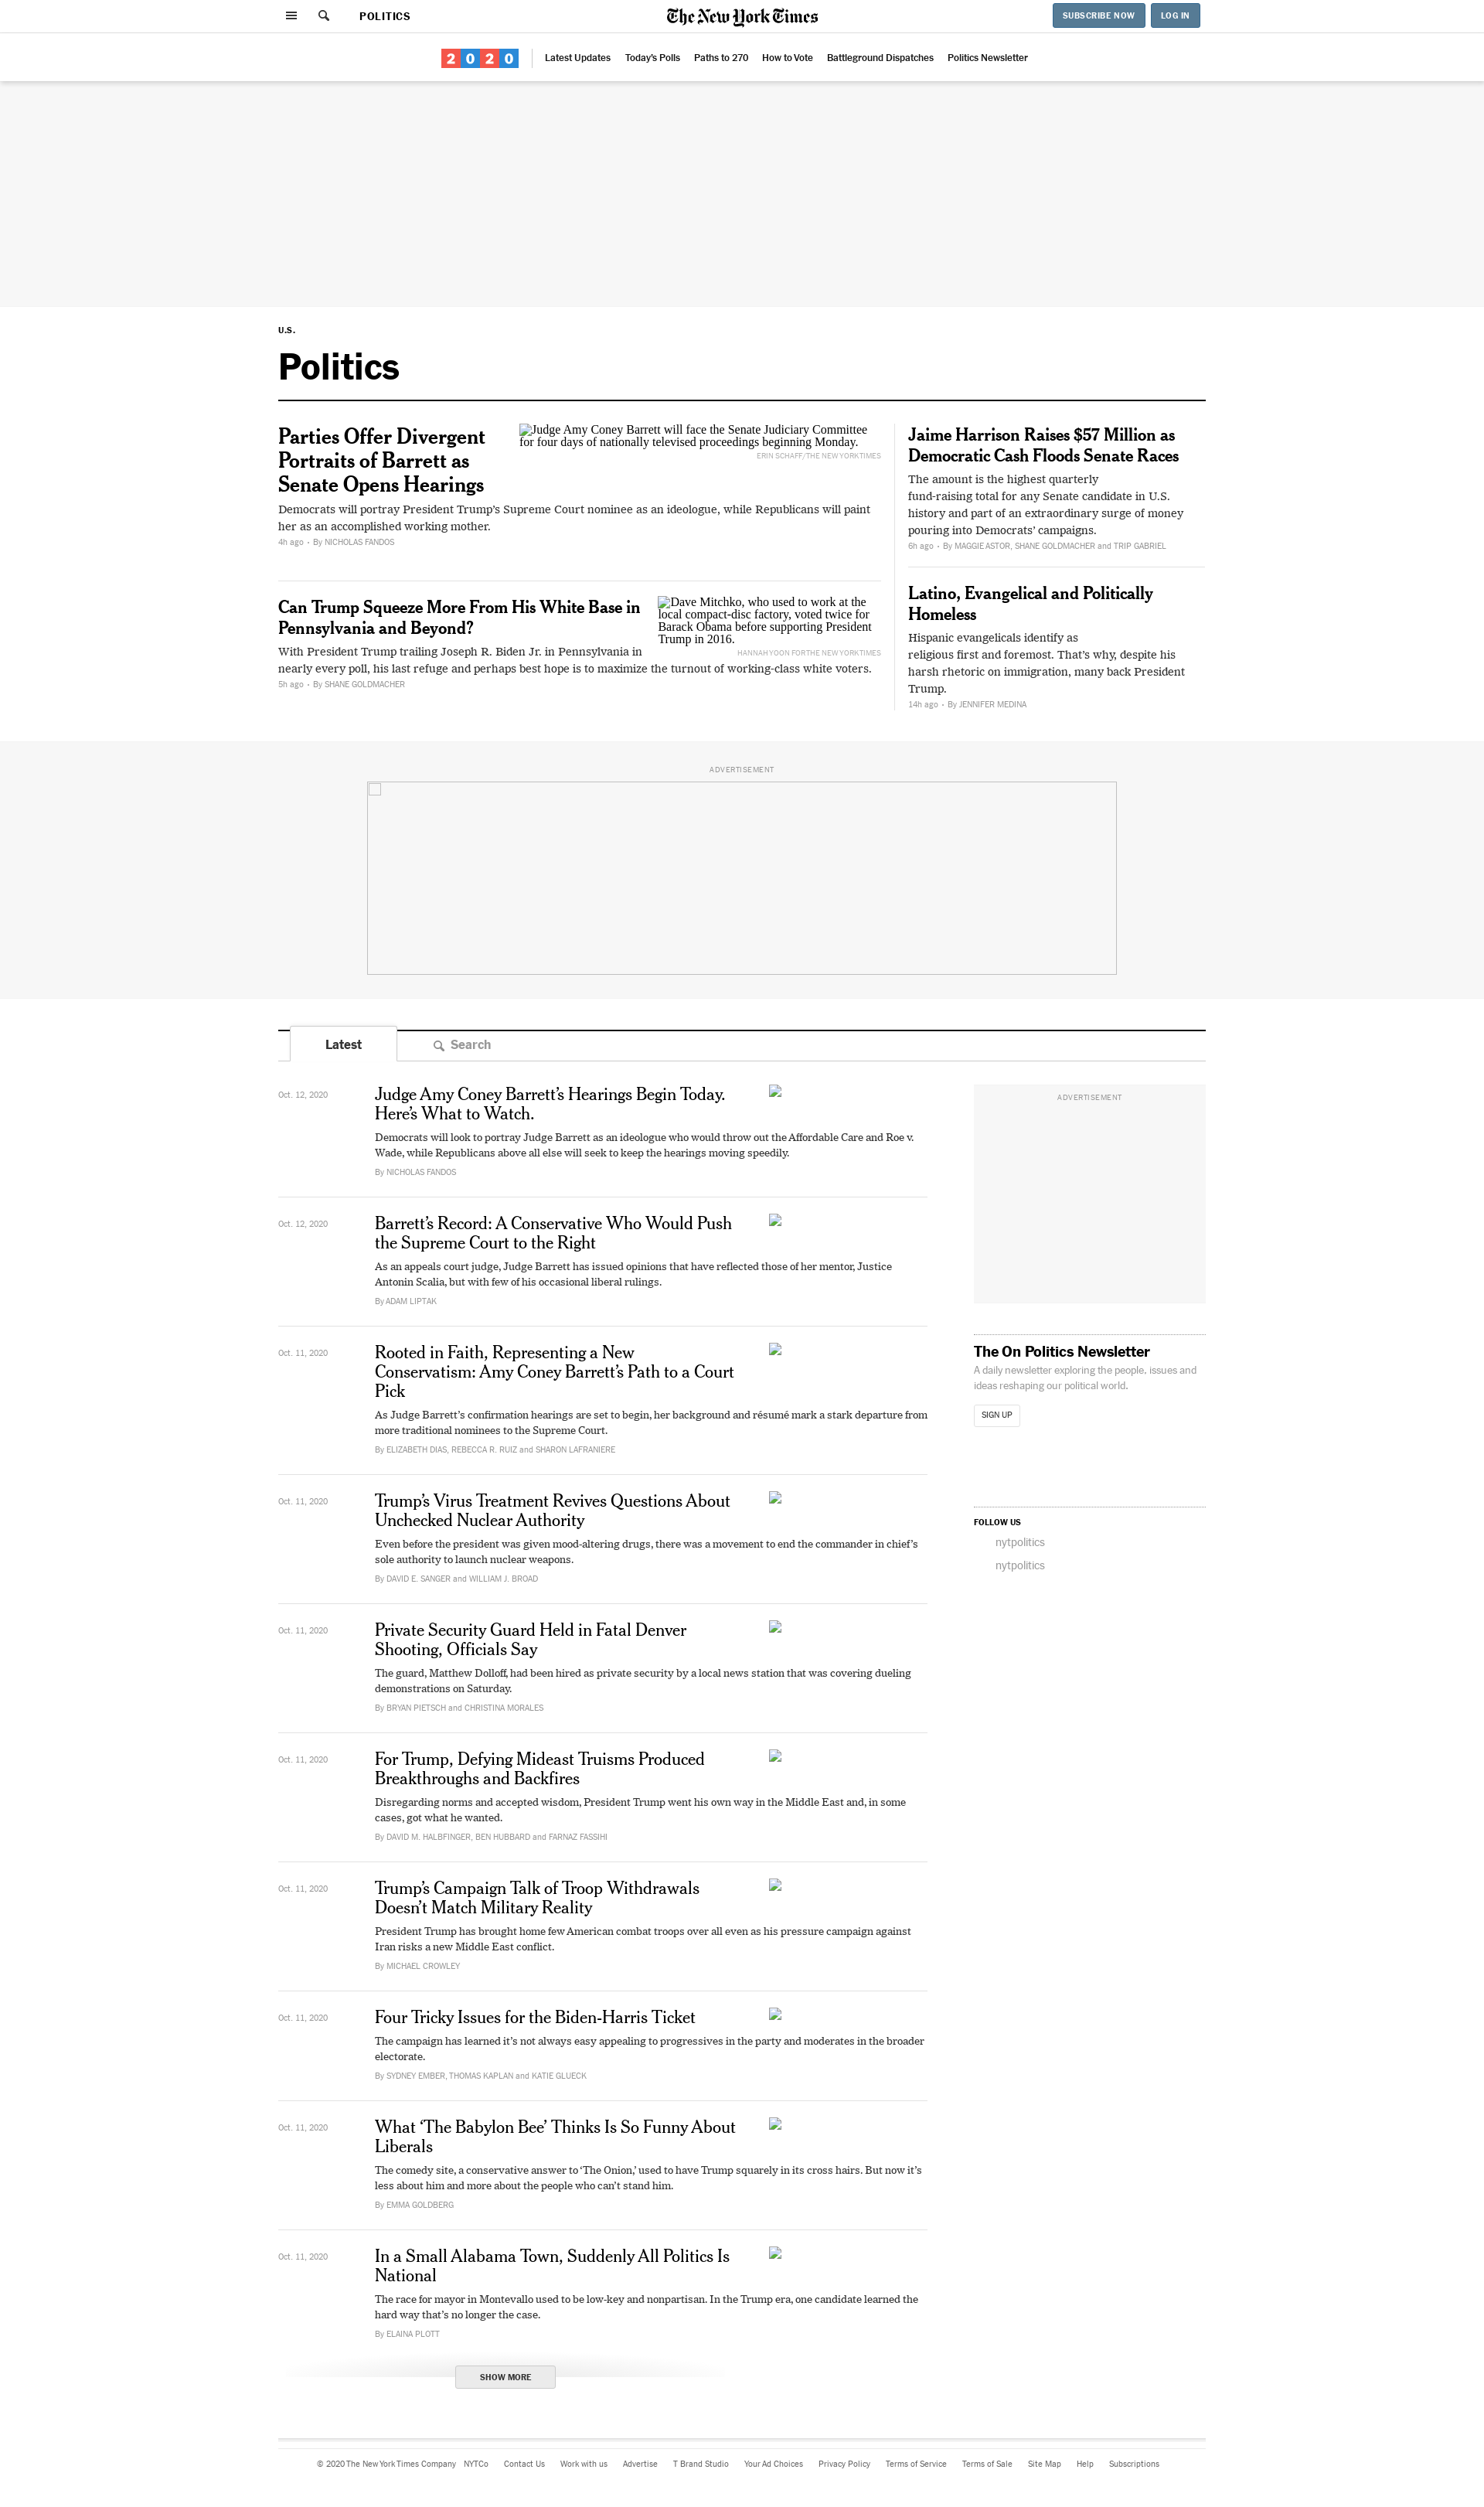 POLITICS
The New York Times
SUBSCRIBE NOW
LOG IN
2020
Latest Updates
Today's Polls
Paths to 270
How to Vote
Battleground Dispatches
Politics Newsletter
U.S.
Politics
Parties Offer Divergent
Portraits of Barrett as
Senate Opens Hearings
Judge Amy Coney Barrett will face the Senate Judiciary Committee
for four days of nationally televised proceedings beginning Monday.
ERIN SCHAFF/THE NEW YORK TIMES
Democrats will portray President Trump’s Supreme Court nominee as an ideologue, while Republicans will paint
her as an accomplished working mother.
4h ago • By NICHOLAS FANDOS
Can Trump Squeeze More From His White Base in
Pennsylvania and Beyond?
Dave Mitchko, who used to work at the
local compact-disc factory, voted twice for
Barack Obama before supporting President
Trump in 2016.
HANNAH YOON FOR THE NEW YORK TIMES
With President Trump trailing Joseph R. Biden Jr. in Pennsylvania in
nearly every poll, his last refuge and perhaps best hope is to maximize the turnout of working-class white voters.
5h ago • By SHANE GOLDMACHER
Jaime Harrison Raises $57 Million as
Democratic Cash Floods Senate Races
The amount is the highest quarterly
fund-raising total for any Senate candidate in U.S.
history and part of an extraordinary surge of money
pouring into Democrats’ campaigns.
6h ago • By MAGGIE ASTOR, SHANE GOLDMACHER and TRIP GABRIEL
Latino, Evangelical and Politically
Homeless
Hispanic evangelicals identify as
religious first and foremost. That’s why, despite his
harsh rhetoric on immigration, many back President
Trump.
14h ago • By JENNIFER MEDINA
ADVERTISEMENT
Latest
Search
Oct. 12, 2020
Judge Amy Coney Barrett’s Hearings Begin Today.
Here’s What to Watch.
Democrats will look to portray Judge Barrett as an ideologue who would throw out the Affordable Care and Roe v.
Wade, while Republicans above all else will seek to keep the hearings moving speedily.
By NICHOLAS FANDOS
Oct. 12, 2020
Barrett’s Record: A Conservative Who Would Push
the Supreme Court to the Right
As an appeals court judge, Judge Barrett has issued opinions that have reflected those of her mentor, Justice
Antonin Scalia, but with few of his occasional liberal rulings.
By ADAM LIPTAK
Oct. 11, 2020
Rooted in Faith, Representing a New
Conservatism: Amy Coney Barrett’s Path to a Court
Pick
As Judge Barrett’s confirmation hearings are set to begin, her background and résumé mark a stark departure from
more traditional nominees to the Supreme Court.
By ELIZABETH DIAS, REBECCA R. RUIZ and SHARON LAFRANIERE
Oct. 11, 2020
Trump’s Virus Treatment Revives Questions About
Unchecked Nuclear Authority
Even before the president was given mood-altering drugs, there was a movement to end the commander in chief’s
sole authority to launch nuclear weapons.
By DAVID E. SANGER and WILLIAM J. BROAD
Oct. 11, 2020
Private Security Guard Held in Fatal Denver
Shooting, Officials Say
The guard, Matthew Dolloff, had been hired as private security by a local news station that was covering dueling
demonstrations on Saturday.
By BRYAN PIETSCH and CHRISTINA MORALES
Oct. 11, 2020
For Trump, Defying Mideast Truisms Produced
Breakthroughs and Backfires
Disregarding norms and accepted wisdom, President Trump went his own way in the Middle East and, in some
cases, got what he wanted.
By DAVID M. HALBFINGER, BEN HUBBARD and FARNAZ FASSIHI
Oct. 11, 2020
Trump’s Campaign Talk of Troop Withdrawals
Doesn’t Match Military Reality
President Trump has brought home few American combat troops over all even as his pressure campaign against
Iran risks a new Middle East conflict.
By MICHAEL CROWLEY
Oct. 11, 2020
Four Tricky Issues for the Biden-Harris Ticket
The campaign has learned it’s not always easy appealing to progressives in the party and moderates in the broader
electorate.
By SYDNEY EMBER, THOMAS KAPLAN and KATIE GLUECK
Oct. 11, 2020
What ‘The Babylon Bee’ Thinks Is So Funny About
Liberals
The comedy site, a conservative answer to ‘The Onion,’ used to have Trump squarely in its cross hairs. But now it’s
less about him and more about the people who can’t stand him.
By EMMA GOLDBERG
Oct. 11, 2020
In a Small Alabama Town, Suddenly All Politics Is
National
The race for mayor in Montevallo used to be low-key and nonpartisan. In the Trump era, one candidate learned the
hard way that’s no longer the case.
By ELAINA PLOTT
SHOW MORE
ADVERTISEMENT
The On Politics Newsletter
A daily newsletter exploring the people, issues and
ideas reshaping our political world.
SIGN UP
FOLLOW US
nytpolitics
nytpolitics
© 2020 The New York Times Company
NYTCo
Contact Us
Work with us
Advertise
T Brand Studio
Your Ad Choices
Privacy Policy
Terms of Service
Terms of Sale
Site Map
Help
Subscriptions